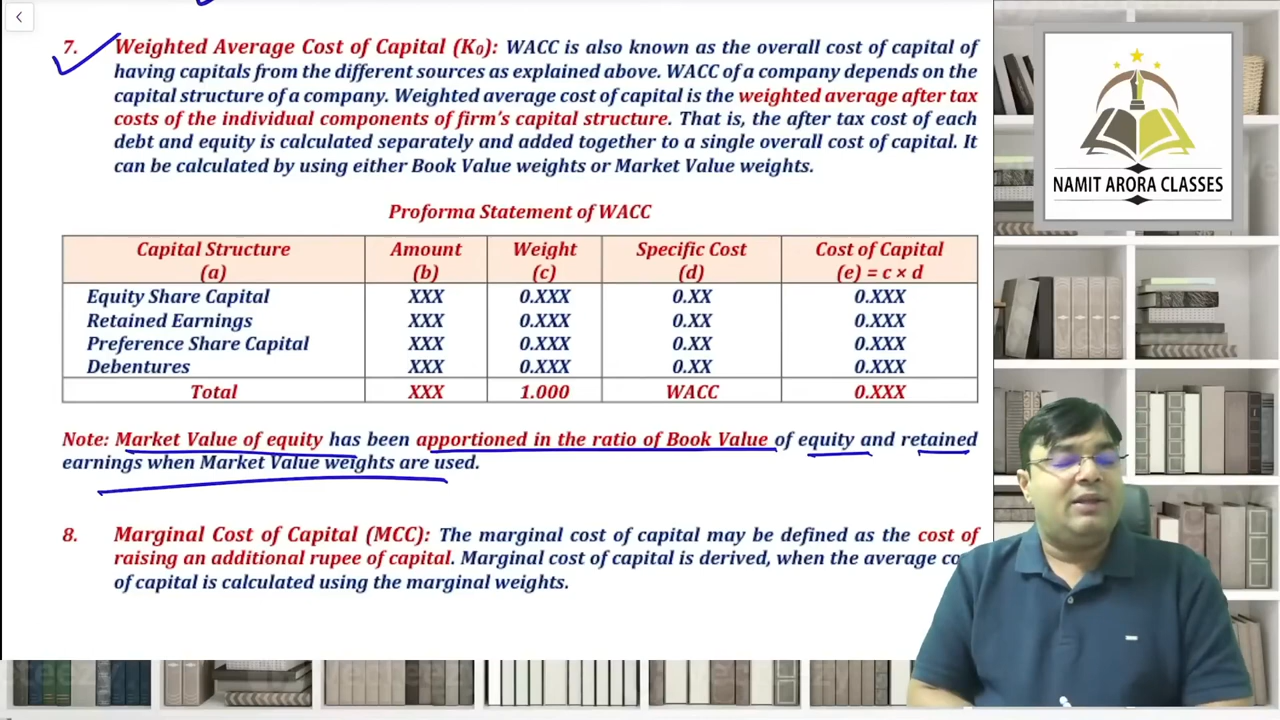 7. Weighted Average Cost of Capital (K₀): WACC is also known as the overall cost of capital of
having capitals from the different sources as explained above. WACC of a company depends on the
capital structure of a company. Weighted average cost of capital is the weighted average after tax
costs of the individual components of firm's capital structure. That is, the after tax cost of each
debt and equity is calculated separately and added together to a single overall cost of capital. It
can be calculated by using either Book Value weights or Market Value weights.
Proforma Statement of WACC
Capital Structure Amount Weight Specific Cost Cost of Capital
(a) (b) (c) (d) (e) = c × d
Equity Share Capital XXX 0.XXX 0.XX 0.XXX
Retained Earnings XXX 0.XXX 0.XX 0.XXX
Preference Share Capital XXX 0.XXX 0.XX 0.XXX
Debentures XXX 0.XXX 0.XX 0.XXX
Total XXX 1.000 WACC 0.XXX
Note: Market Value of equity has been apportioned in the ratio of Book Value of equity and retained
earnings when Market Value weights are used.
8. Marginal Cost of Capital (MCC): The marginal cost of capital may be defined as the cost of
raising an additional rupee of capital. Marginal cost of capital is derived, when the average
of capital is calculated using the marginal weights.
NAMIT ARORA CLASSES